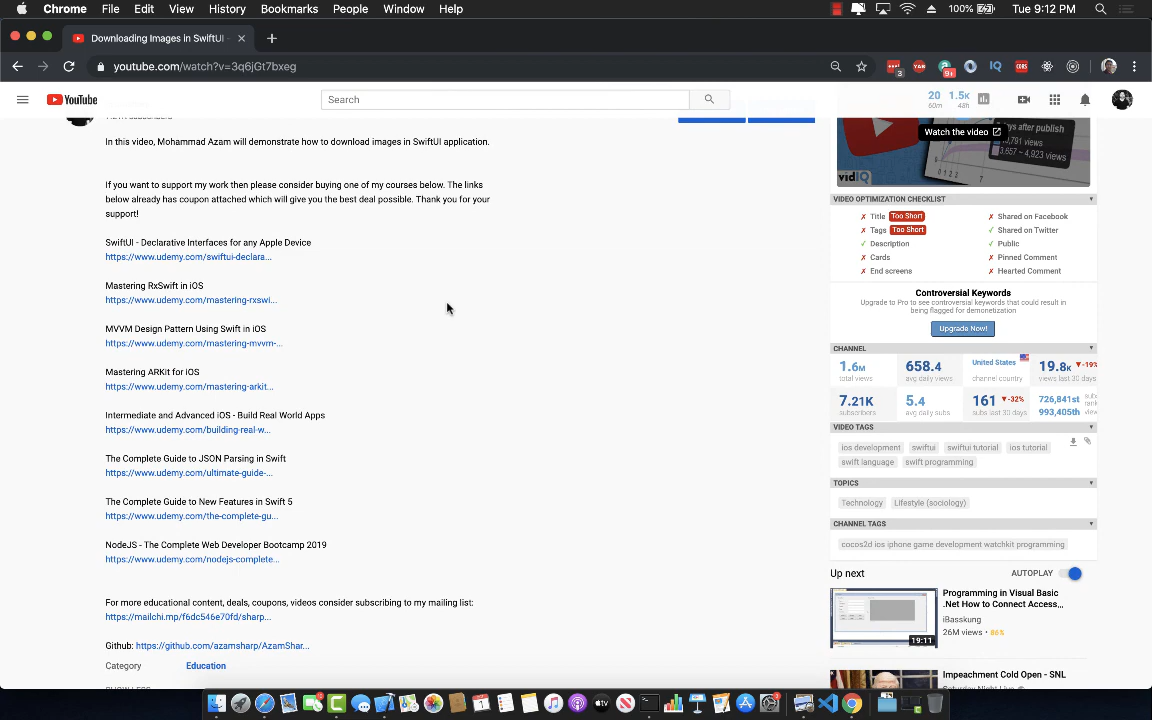 Chrome File Edit View History Bookmarks People Window Help 100% Tue 9:12 PM
Downloading Images in SwiftUI -
youtube.com/watch?v=3q6jGt7bxeg
YouTube Search 20 60m 1.5K 48h
In this video, Mohammad Azam will demonstrate how to download images in SwiftUI application.
If you want to support my work then please consider buying one of my courses below. The links
below already has coupon attached which will give you the best deal possible. Thank you for your
support!
SwiftUI - Declarative Interfaces for any Apple Device
https://www.udemy.com/swiftui-declara...
Mastering RxSwift in iOS
https://www.udemy.com/mastering-rxswi...
MVVM Design Pattern Using Swift in iOS
https://www.udemy.com/mastering-mvvm-...
Mastering ARKit for iOS
https://www.udemy.com/mastering-arkit...
Intermediate and Advanced iOS - Build Real World Apps
https://www.udemy.com/building-real-w...
The Complete Guide to JSON Parsing in Swift
https://www.udemy.com/ultimate-guide-...
The Complete Guide to New Features in Swift 5
https://www.udemy.com/the-complete-gu...
NodeJS - The Complete Web Developer Bootcamp 2019
https://www.udemy.com/nodejs-complete...
For more educational content, deals, coupons, videos consider subscribing to my mailing list:
https://mailchi.mp/f6dc546e70fd/sharp...
Github: https://github.com/azamsharp/AzamShar...
Category Education
days after publish
Watch the video
3,657 ~ 4,923 views
vidIQ
VIDEO OPTIMIZATION CHECKLIST
✗ Title Too Short ✗ Shared on Facebook
✗ Tags Too Short ✓ Shared on Twitter
✓ Description ✓ Public
✗ Cards ✗ Pinned Comment
✗ End screens ✗ Hearted Comment
Controversial Keywords
Upgrade to Pro to see controversial keywords that could result in
being flagged for demonetization
Upgrade Now!
CHANNEL
1.6M 658.4 United States 19.8K ▼-19%
total views avg daily views channel country views last 30 days
7.21K 5.4 161 ▼-32% 726,841st
subscribers avg daily subs subs last 30 days 993,405th
VIDEO TAGS
ios development swiftui swiftui tutorial ios tutorial
swift language swift programming
TOPICS
Technology Lifestyle (sociology)
CHANNEL TAGS
cocos2d ios iphone game development watchkit programming
Up next AUTOPLAY
Programming in Visual Basic
.Net How to Connect Access,...
iBasskung
26M views • 86%
19:11
Impeachment Cold Open - SNL